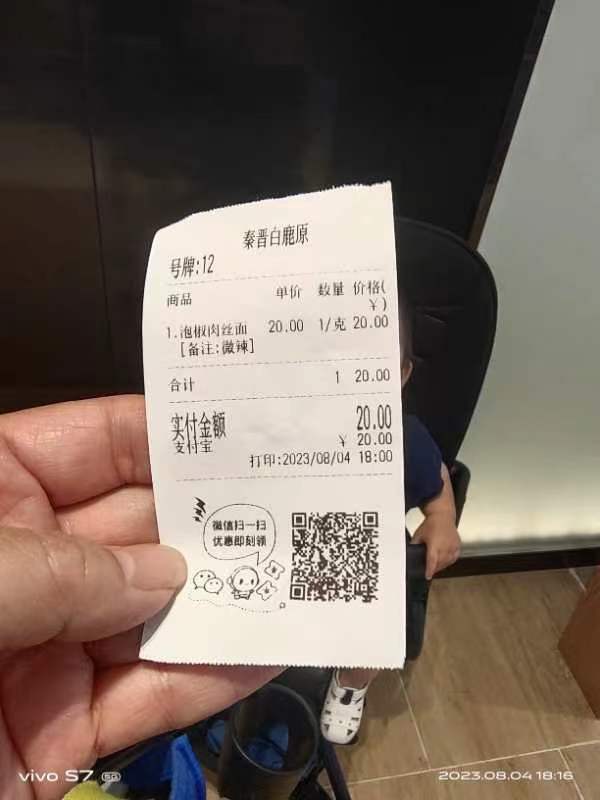 秦晋白鹿原
号牌:12
商品 单价 数量 价格(
¥)
1.泡椒肉丝面 20.00 1/克 20.00
[备注:微辣]
合计 1 20.00
实付金额 20.00
支付宝 ¥ 20.00
打印:2023/08/04 18:00
微信扫一扫
优惠即刻领
vivo S7 5G
2023.08.04 18:16